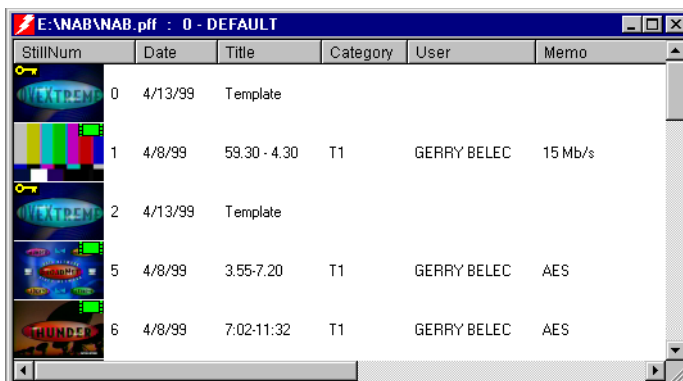 E:\NAB\NAB.pff : 0 - DEFAULT
StillNum Date Title Category User Memo
OVEXTREME 0 4/13/99 Template
1 4/8/99 59.30 - 4.30 T1 GERRY BELEC 15 Mb/s
OVEXTREME 2 4/13/99 Template
5 4/8/99 3.55-7.20 T1 GERRY BELEC AES
THUNDER 6 4/8/99 7:02-11:32 T1 GERRY BELEC AES